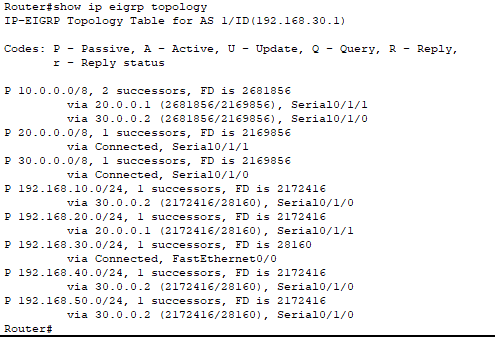 Router#show ip eigrp topology
IP-EIGRP Topology Table for AS 1/ID(192.168.30.1)
Codes: P - Passive, A - Active, U - Update, Q - Query, R - Reply,
r - Reply status
P 10.0.0.0/8, 2 successors, FD is 2681856
via 20.0.0.1 (2681856/2169856), Serial0/1/1
via 30.0.0.2 (2681856/2169856), Serial0/1/0
P 20.0.0.0/8, 1 successors, FD is 2169856
via Connected, Serial0/1/1
P 30.0.0.0/8, 1 successors, FD is 2169856
via Connected, Serial0/1/0
P 192.168.10.0/24, 1 successors, FD is 2172416
via 30.0.0.2 (2172416/28160), Serial0/1/0
P 192.168.20.0/24, 1 successors, FD is 2172416
via 20.0.0.1 (2172416/28160), Serial0/1/1
P 192.168.30.0/24, 1 successors, FD is 28160
via Connected, FastEthernet0/0
P 192.168.40.0/24, 1 successors, FD is 2172416
via 30.0.0.2 (2172416/28160), Serial0/1/0
P 192.168.50.0/24, 1 successors, FD is 2172416
via 30.0.0.2 (2172416/28160), Serial0/1/0
Router#